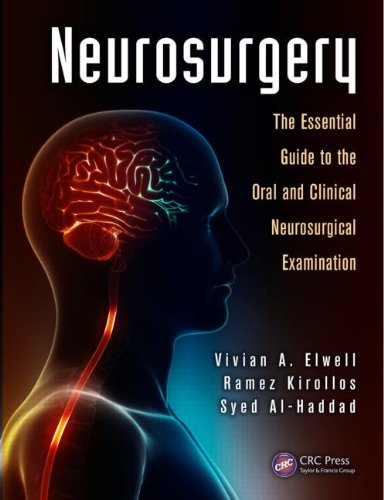 Neurosurgery
The Essential
Guide to the
Oral and Clinical
Neurosurgical
Examination
Vivian A. Elwell
Ramez Kirollos
Syed Al-Haddad
CRC
CRC Press
Taylor & Francis Group